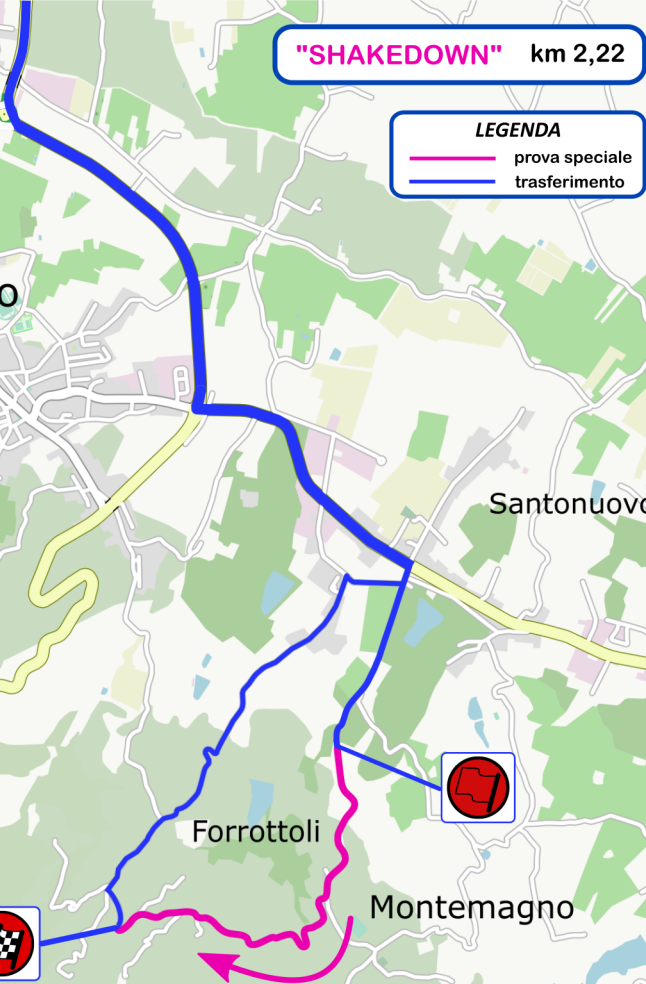 "SHAKEDOWN" km 2,22
LEGENDA
prova speciale
trasferimento
o
Santonuovo
Forrottoli
Montemagno